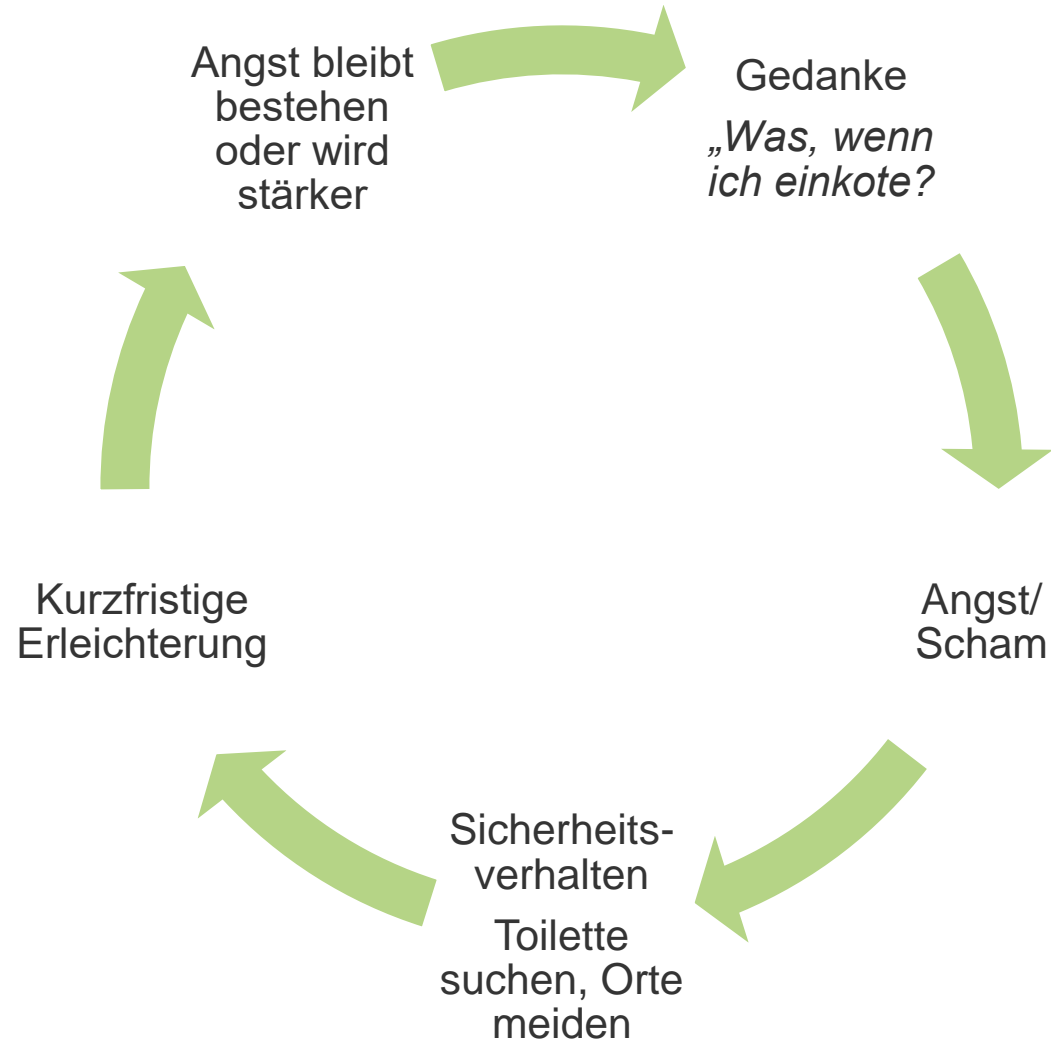 Angst bleibt
bestehen
oder wird
stärker
Gedanke
„Was, wenn
ich einkote?
Angst/
Scham
Sicherheits-
verhalten
Toilette
suchen, Orte
meiden
Kurzfristige
Erleichterung